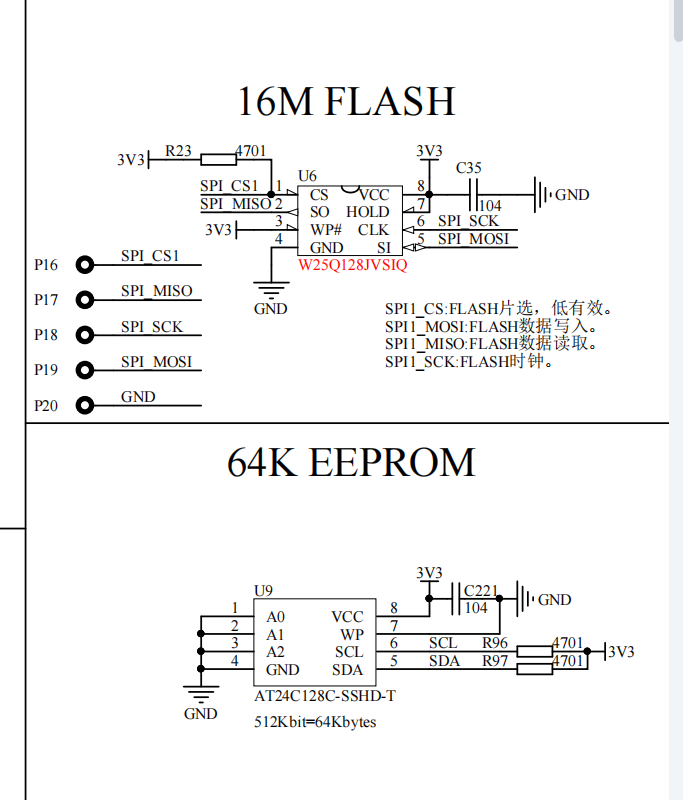 16M FLASH
3V3
R23
4701
3V3
U6
C35
SPI_CS1
1
CS
VCC
8
104
GND
SPI_MISO
2
SO
HOLD
7
3V3
3
WP#
CLK
6
SPI_SCK
4
GND
SI
5
SPI_MOSI
W25Q128JVSIQ
GND
P16
SPI_CS1
P17
SPI_MISO
P18
SPI_SCK
P19
SPI_MOSI
P20
GND
SPI1_CS:FLASH片选，低有效。
SPI1_MOSI:FLASH数据写入。
SPI1_MISO:FLASH数据读取。
SPI1_SCK:FLASH时钟。
64K EEPROM
3V3
U9
C221
104
GND
1
A0
VCC
8
2
A1
WP
7
3
A2
SCL
6
SCL
R96
4701
3V3
4
GND
SDA
5
SDA
R97
4701
GND
AT24C128C-SSHD-T
512Kbit=64Kbytes